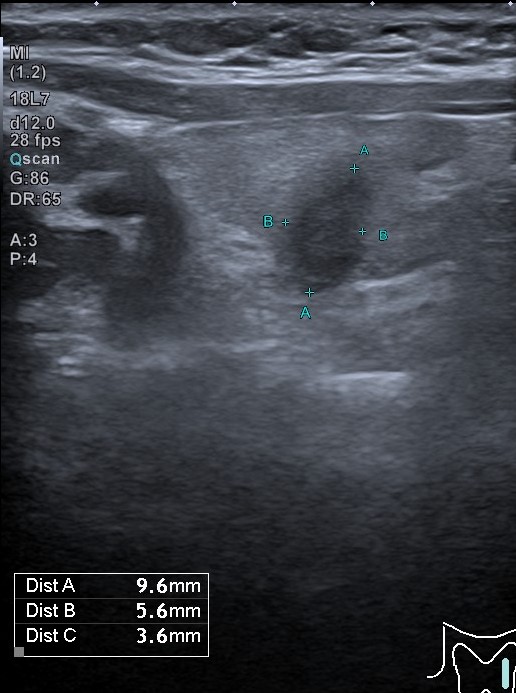 MI
(1.2)
18L7
d12.0
28 fps
Qscan
G:86
DR:65
A:3
P:4
A
B
B
A
Dist A 9.6mm
Dist B 5.6mm
Dist C 3.6mm